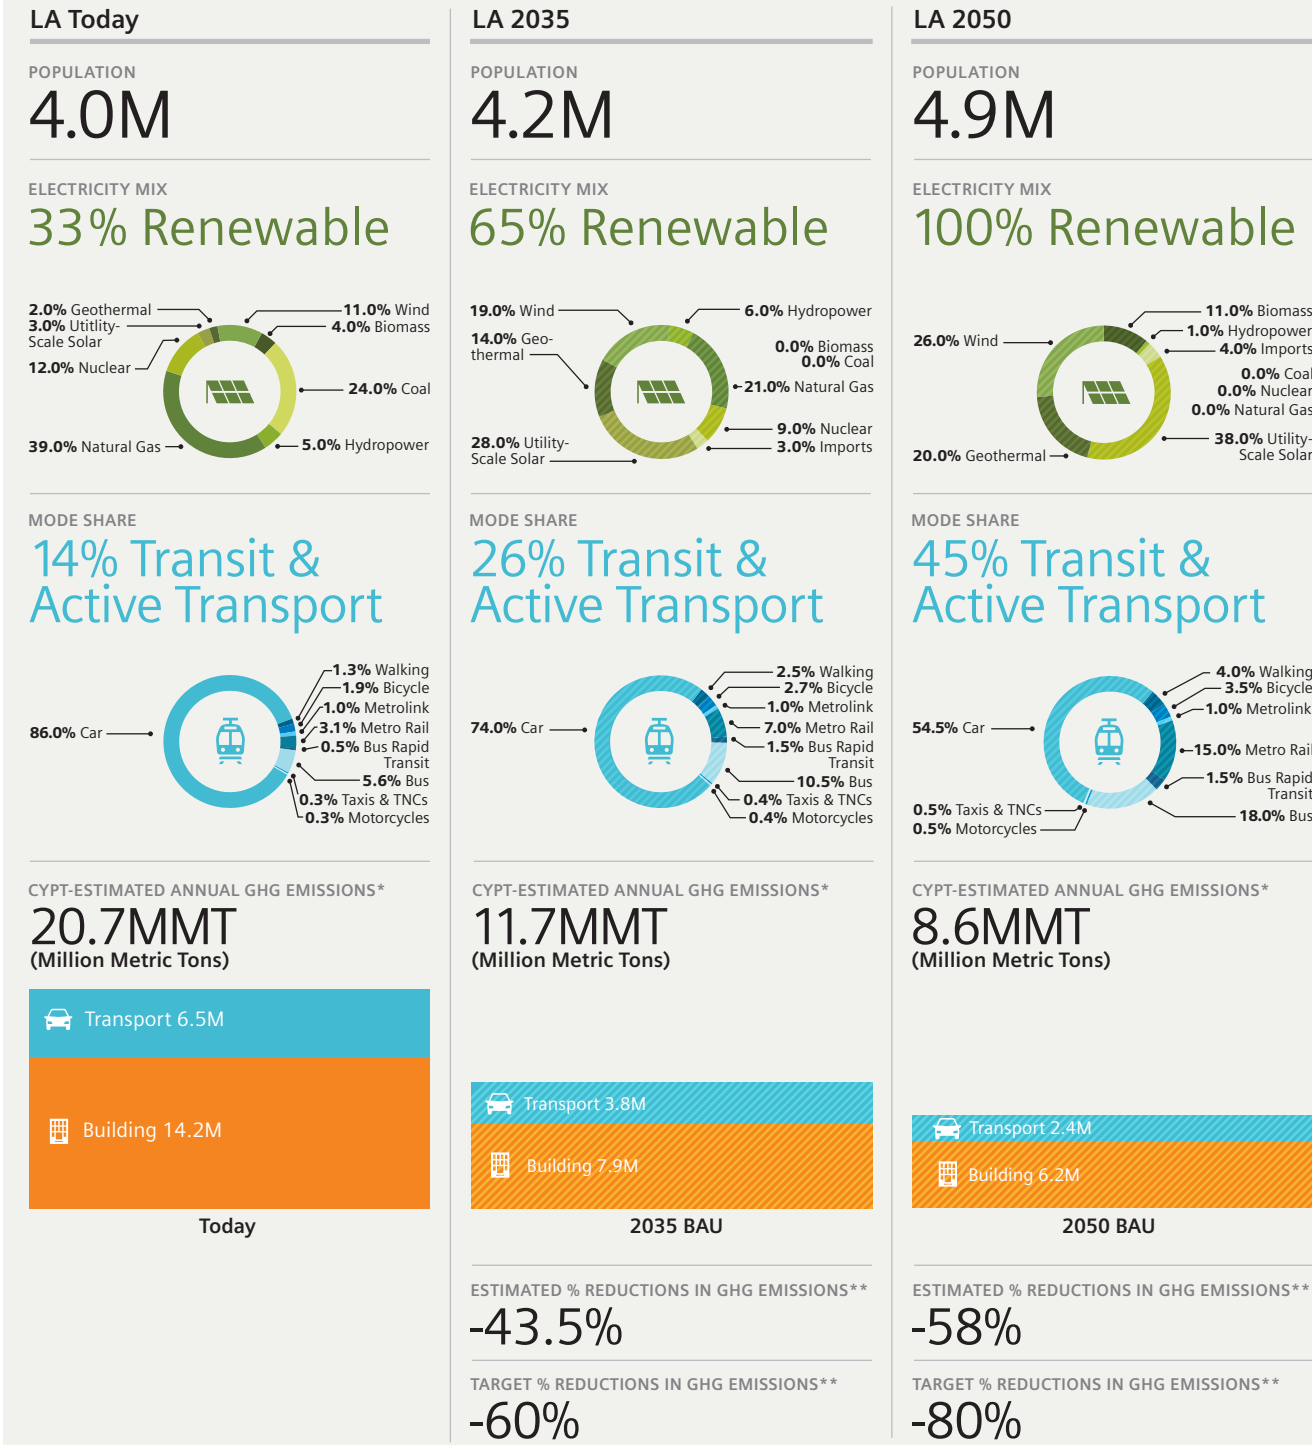 LA Today
POPULATION
4.0M
ELECTRICITY MIX
33% Renewable
2.0% Geothermal
3.0% Utitlity-
Scale Solar
12.0% Nuclear
39.0% Natural Gas
11.0% Wind
4.0% Biomass
24.0% Coal
5.0% Hydropower
MODE SHARE
14% Transit &
Active Transport
86.0% Car
1.3% Walking
1.9% Bicycle
1.0% Metrolink
3.1% Metro Rail
0.5% Bus Rapid
Transit
5.6% Bus
0.3% Taxis & TNCs
0.3% Motorcycles
CYPT-ESTIMATED ANNUAL GHG EMISSIONS*
20.7MMT
(Million Metric Tons)
Transport 6.5M
Building 14.2M
Today
LA 2035
POPULATION
4.2M
ELECTRICITY MIX
65% Renewable
19.0% Wind
14.0% Geo-
thermal
28.0% Utility-
Scale Solar
6.0% Hydropower
0.0% Biomass
0.0% Coal
21.0% Natural Gas
9.0% Nuclear
3.0% Imports
MODE SHARE
26% Transit &
Active Transport
74.0% Car
2.5% Walking
2.7% Bicycle
1.0% Metrolink
7.0% Metro Rail
1.5% Bus Rapid
Transit
10.5% Bus
0.4% Taxis & TNCs
0.4% Motorcycles
CYPT-ESTIMATED ANNUAL GHG EMISSIONS*
11.7MMT
(Million Metric Tons)
Transport 3.8M
Building 7.9M
2035 BAU
ESTIMATED % REDUCTIONS IN GHG EMISSIONS**
-43.5%
TARGET % REDUCTIONS IN GHG EMISSIONS**
-60%
LA 2050
POPULATION
4.9M
ELECTRICITY MIX
100% Renewable
26.0% Wind
20.0% Geothermal
11.0% Biomass
1.0% Hydropower
4.0% Imports
0.0% Coal
0.0% Nuclear
0.0% Natural Gas
38.0% Utility-
Scale Solar
MODE SHARE
45% Transit &
Active Transport
54.5% Car
0.5% Taxis & TNCs
0.5% Motorcycles
4.0% Walking
3.5% Bicycle
1.0% Metrolink
15.0% Metro Rail
1.5% Bus Rapid
Transit
18.0% Bus
CYPT-ESTIMATED ANNUAL GHG EMISSIONS*
8.6MMT
(Million Metric Tons)
Transport 2.4M
Building 6.2M
2050 BAU
ESTIMATED % REDUCTIONS IN GHG EMISSIONS**
-58%
TARGET % REDUCTIONS IN GHG EMISSIONS**
-80%